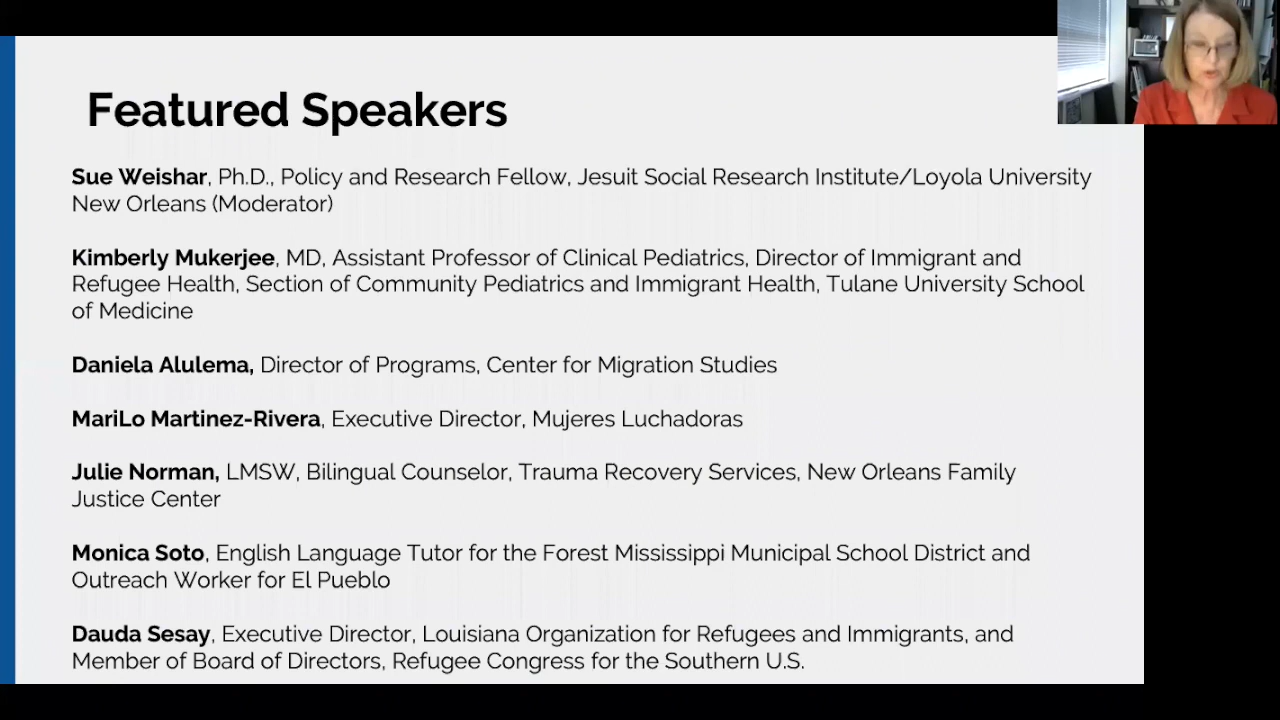 Featured Speakers
Sue Weishar, Ph.D., Policy and Research Fellow, Jesuit Social Research Institute/Loyola University
New Orleans (Moderator)
Kimberly Mukerjee, MD, Assistant Professor of Clinical Pediatrics, Director of Immigrant and
Refugee Health, Section of Community Pediatrics and Immigrant Health, Tulane University School
of Medicine
Daniela Alulema, Director of Programs, Center for Migration Studies
MariLo Martinez-Rivera, Executive Director, Mujeres Luchadoras
Julie Norman, LMSW, Bilingual Counselor, Trauma Recovery Services, New Orleans Family
Justice Center
Monica Soto, English Language Tutor for the Forest Mississippi Municipal School District and
Outreach Worker for El Pueblo
Dauda Sesay, Executive Director, Louisiana Organization for Refugees and Immigrants, and
Member of Board of Directors, Refugee Congress for the Southern U.S.